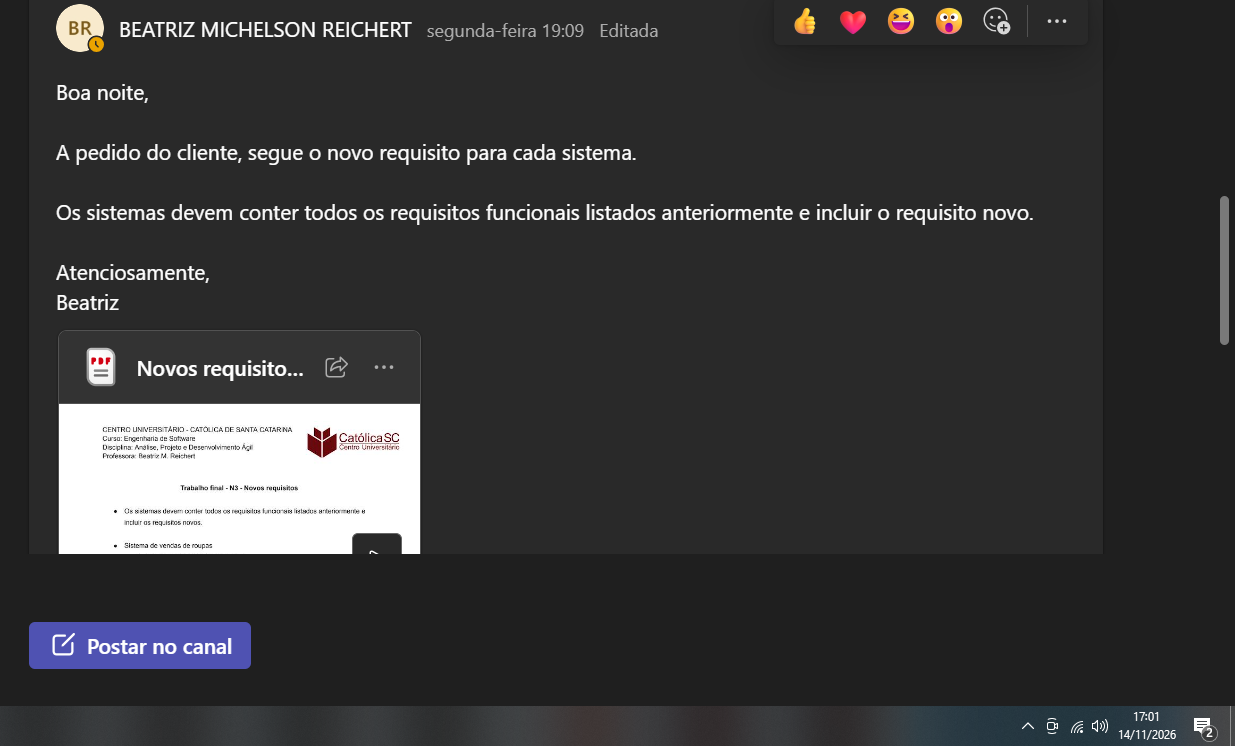 BR
BEATRIZ MICHELSON REICHERT segunda-feira 19:09 Editada
Boa noite,
A pedido do cliente, segue o novo requisito para cada sistema.
Os sistemas devem conter todos os requisitos funcionais listados anteriormente e incluir o requisito novo.
Atenciosamente,
Beatriz
PDF
Novos requisito...
CENTRO UNIVERSITÁRIO - CATÓLICA DE SANTA CATARINA
Curso: Engenharia de Software
Disciplina: Análise, Projeto e Desenvolvimento Ágil
Professora: Beatriz M. Reichert
CatólicaSC
Centro Universitário
Trabalho final - N3 - Novos requisitos
● Os sistemas devem conter todos os requisitos funcionais listados anteriormente e
incluir os requisitos novos.
● Sistema de vendas de roupas
Postar no canal
17:01
14/11/2026
2